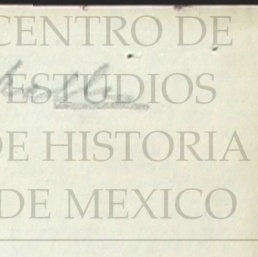 CENTRO DE
ESTUDIOS
DE HISTORIA
DE MEXICO